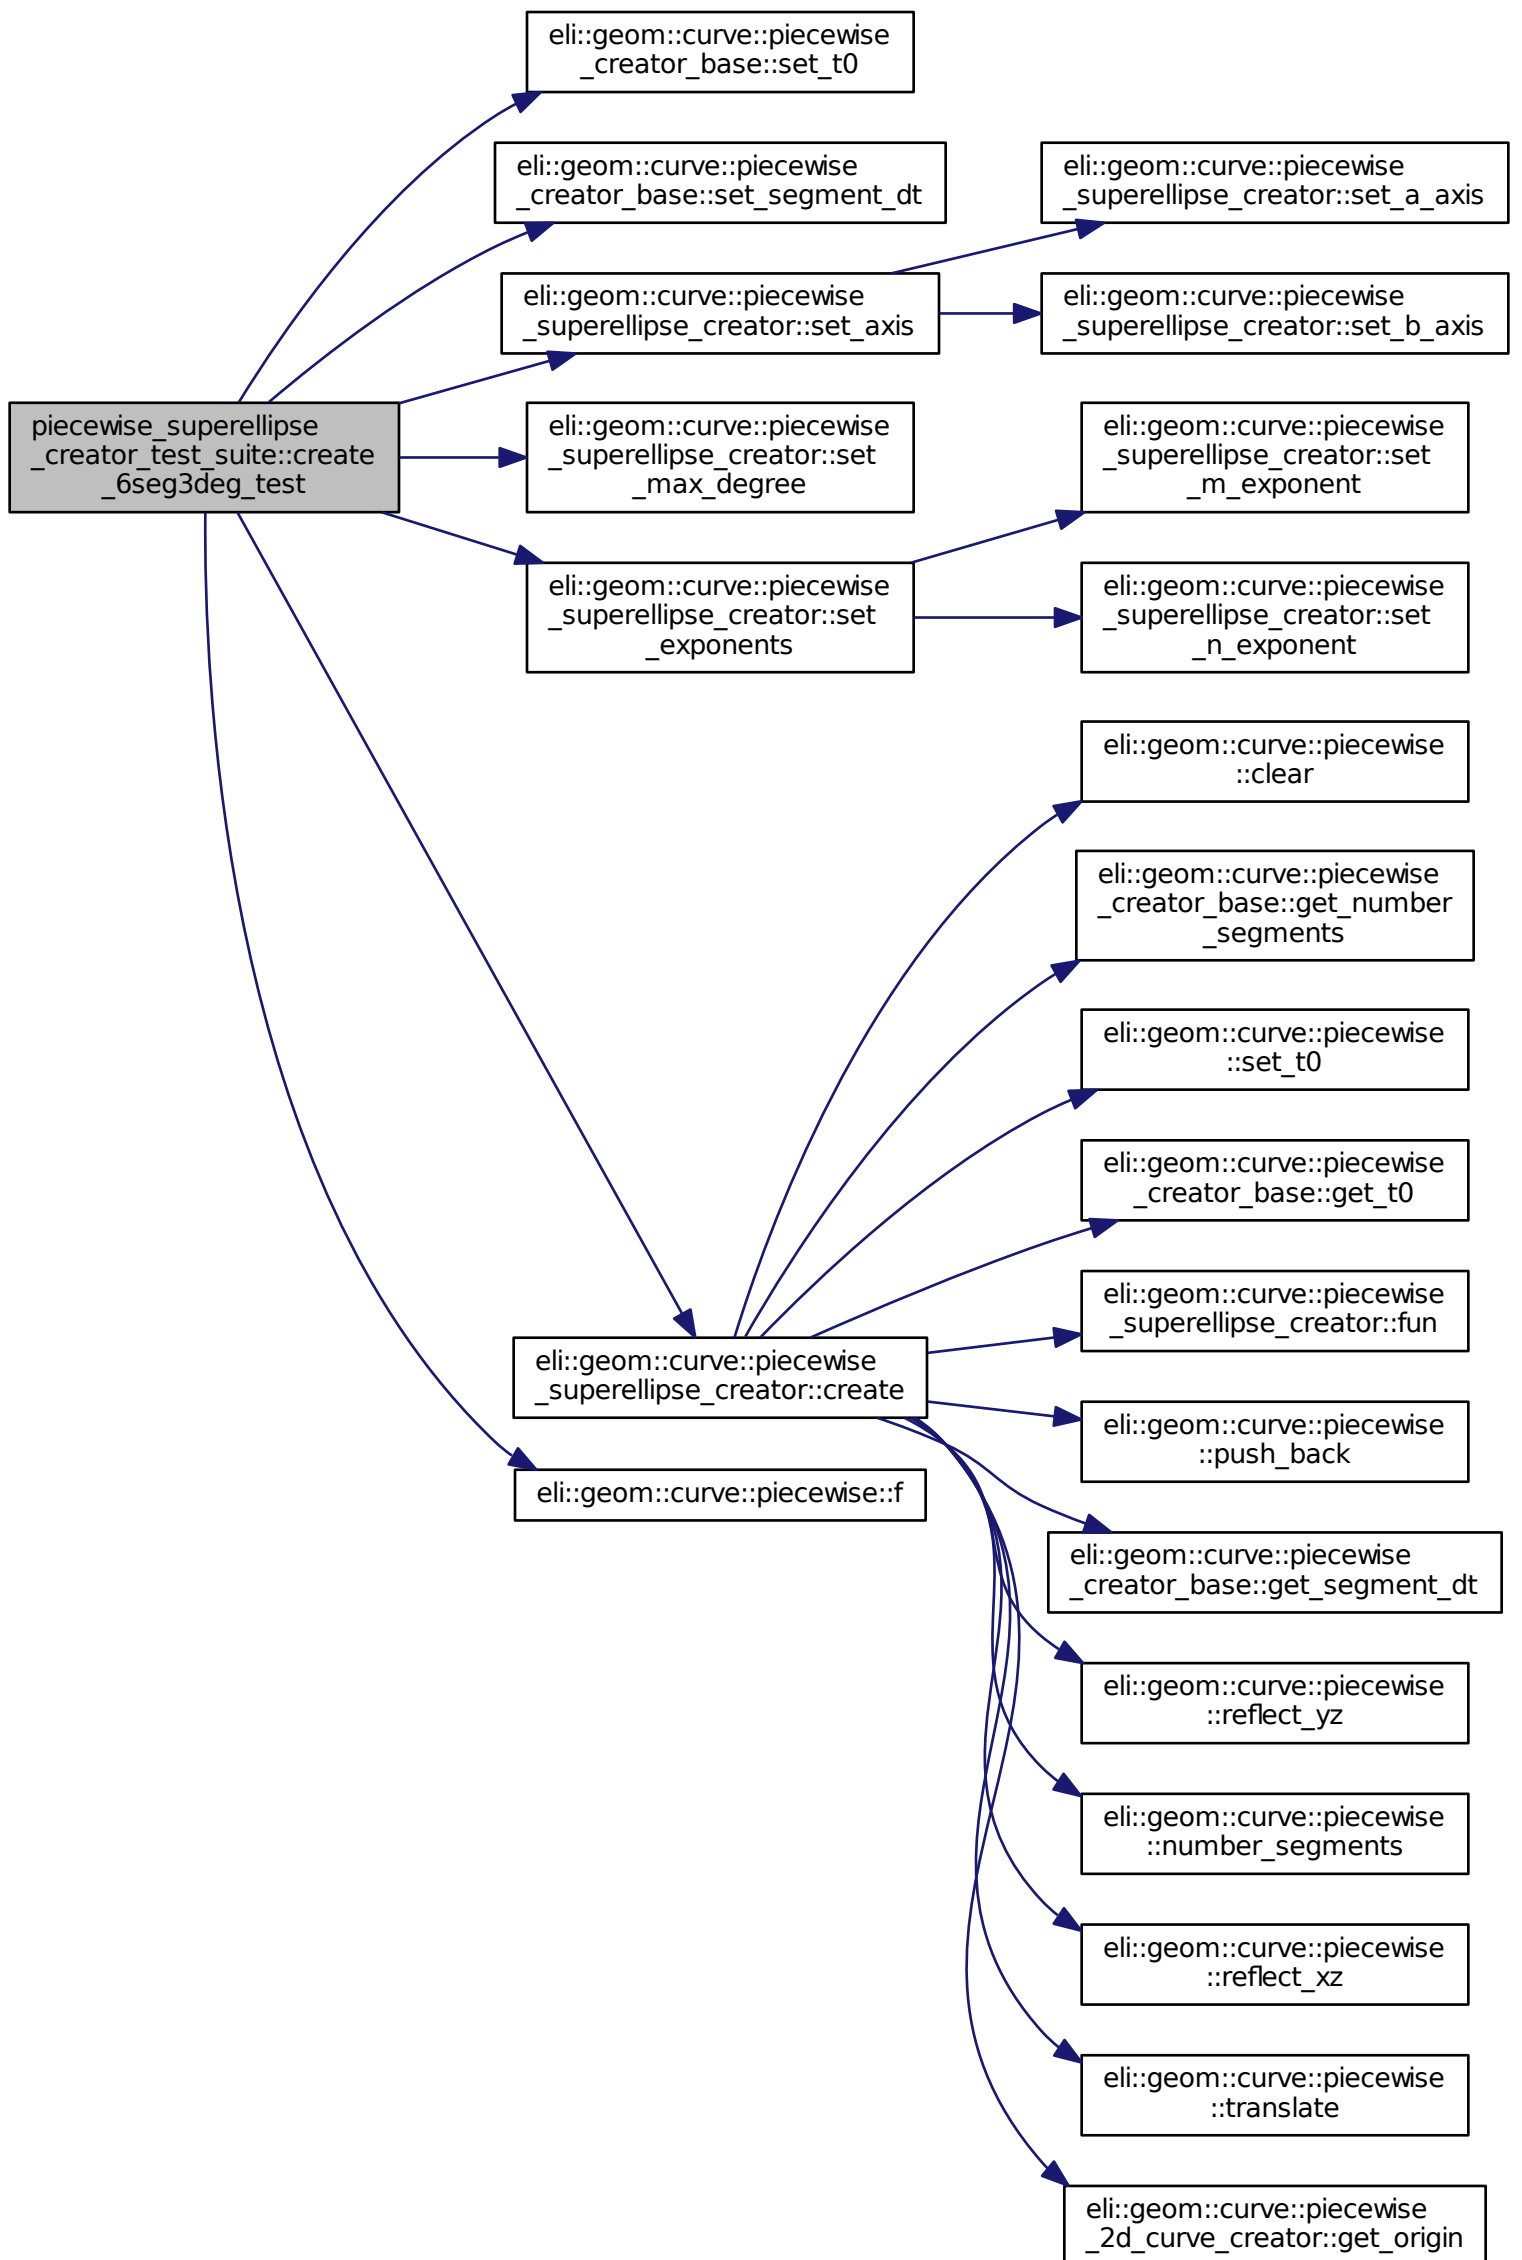 eli::geom::curve::piecewise
_creator_base::set_t0
eli::geom::curve::piecewise
_creator_base::set_segment_dt
eli::geom::curve::piecewise
_superellipse_creator::set_a_axis
eli::geom::curve::piecewise
_superellipse_creator::set_axis
eli::geom::curve::piecewise
_superellipse_creator::set_b_axis
piecewise_superellipse
_creator_test_suite::create
_6seg3deg_test
eli::geom::curve::piecewise
_superellipse_creator::set
_max_degree
eli::geom::curve::piecewise
_superellipse_creator::set
_m_exponent
eli::geom::curve::piecewise
_superellipse_creator::set
_exponents
eli::geom::curve::piecewise
_superellipse_creator::set
_n_exponent
eli::geom::curve::piecewise
::clear
eli::geom::curve::piecewise
_creator_base::get_number
_segments
eli::geom::curve::piecewise
::set_t0
eli::geom::curve::piecewise
_creator_base::get_t0
eli::geom::curve::piecewise
_superellipse_creator::fun
eli::geom::curve::piecewise
_superellipse_creator::create
eli::geom::curve::piecewise
::push_back
eli::geom::curve::piecewise::f
eli::geom::curve::piecewise
_creator_base::get_segment_dt
eli::geom::curve::piecewise
::reflect_yz
eli::geom::curve::piecewise
::number_segments
eli::geom::curve::piecewise
::reflect_xz
eli::geom::curve::piecewise
::translate
eli::geom::curve::piecewise
_2d_curve_creator::get_origin